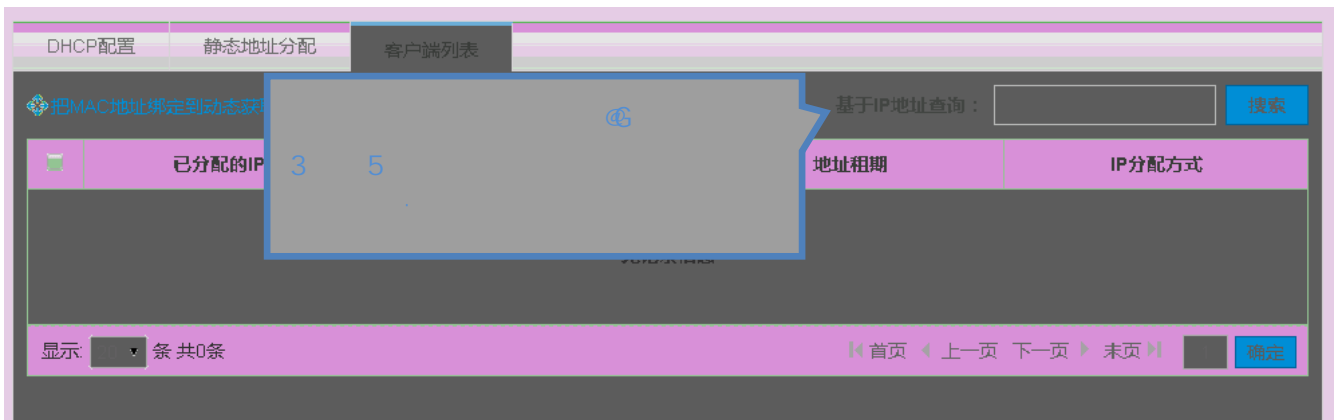 DHCP配置 静态地址分配 客户端列表
把MAC地址绑定到动态获 基于IP地址查询： 搜索
已分配的IP 地址租期 IP分配方式
3 5
显示: 条 共0条 首页 上一页 下一页 末页 确定